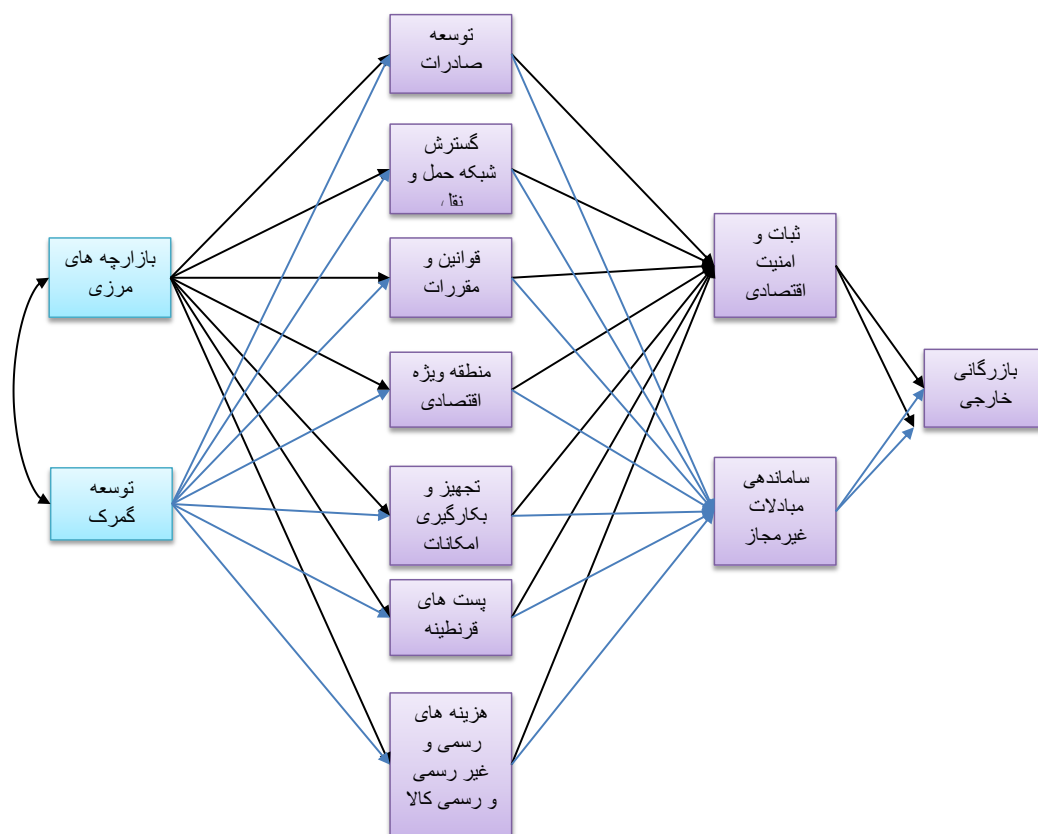 توسعه
صادرات
گسترش
شبکه حمل و
نقل
قوانین و
مقررات
منطقه ویژه
اقتصادی
تجهیز و
بکارگیری
امکانات
پست های
قرنطینه
هزینه های
رسمی و
غیر رسمی
و رسمی کالا
بازارچه های
مرزی
توسعه
گمرک
ثبات و
امنیت
اقتصادی
ساماندهی
مبادلات
غیرمجاز
بازرگانی
خارجی